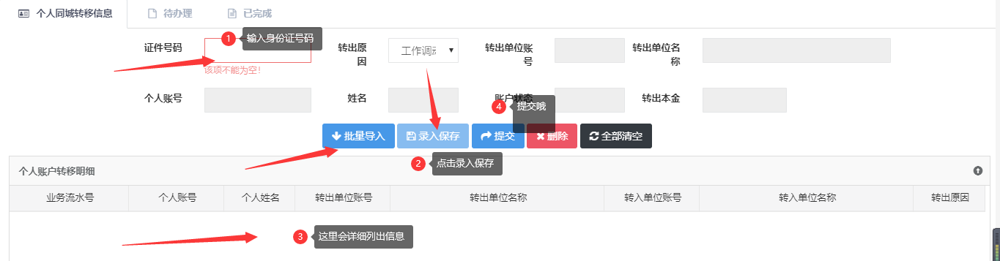 个人同城转移信息 待办理 已完成
1 输入身份证号码
证件号码 转出原因 工作调动 转出单位账号 转出单位名称
该项不能为空！
个人账号 姓名 账户状态 转出本金
4 提交哦
批量导入 录入保存 提交 删除 全部清空
2 点击录入保存
个人账户转移明细
业务流水号 个人账号 个人姓名 转出单位账号 转出单位名称 转入单位账号 转入单位名称 转出原因
3 这里会详细列出信息